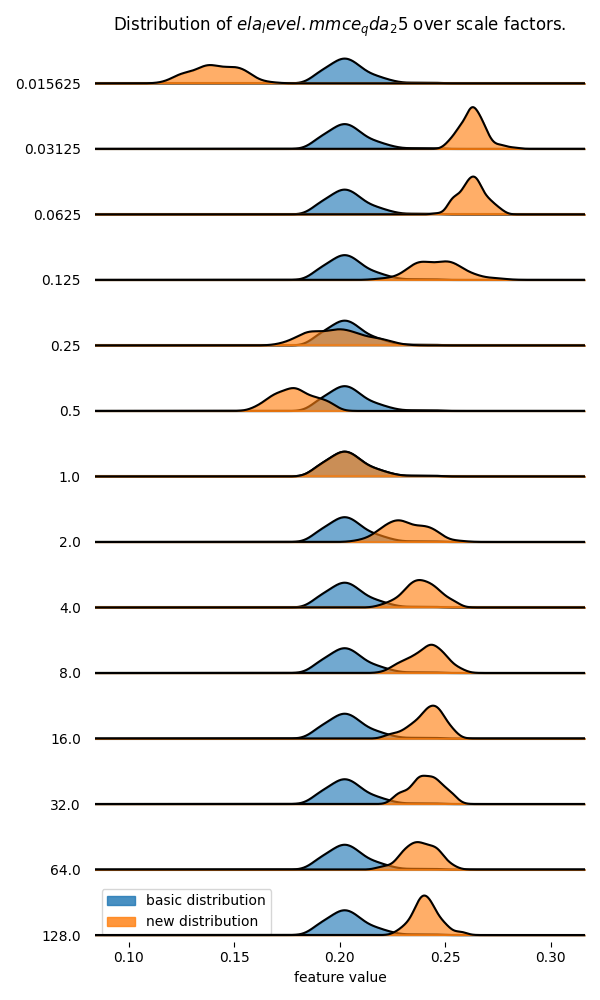 Distribution of elaₗevel.mmce_qda₂5 over scale factors.
0.015625
0.03125
0.0625
0.125
0.25
0.5
1.0
2.0
4.0
8.0
16.0
32.0
64.0
128.0
basic distribution
new distribution
0.10 0.15 0.20 0.25 0.30
feature value